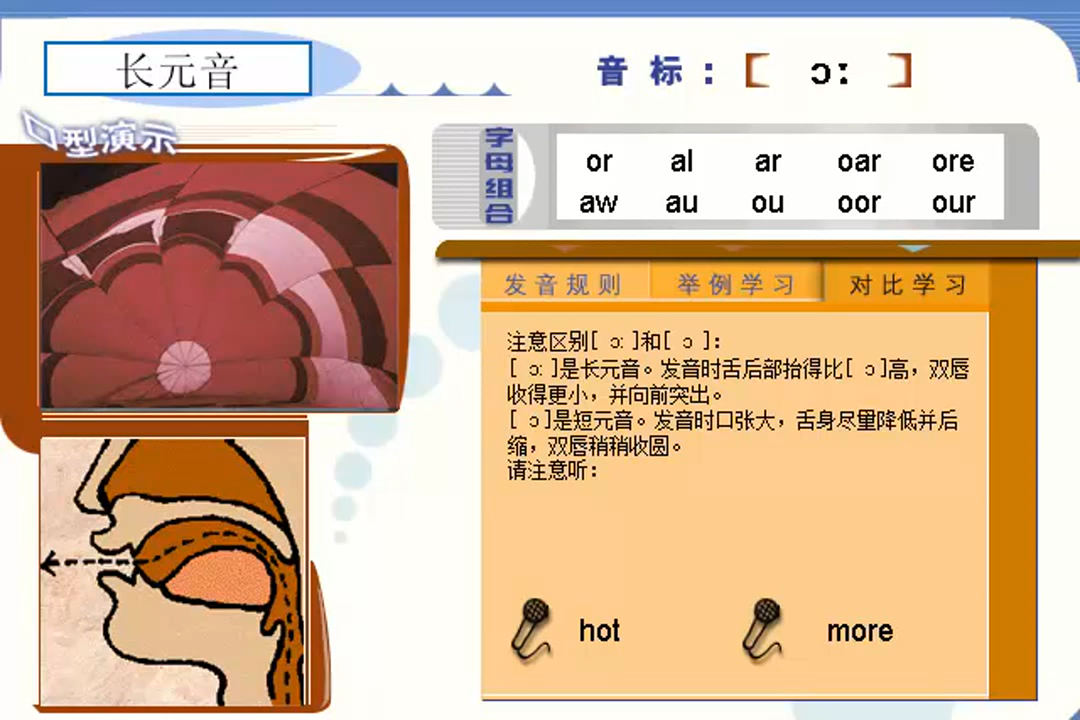 长元音
音 标 ： 【 ɔː 】
口型演示
字母组合
or al ar oar ore
aw au ou oor our
发音规则 举例学习 对比学习
注意区别[ ɔː ]和[ ɔ ]：
[ ɔː ]是长元音。发音时舌后部抬得比[ ɔ ]高，双唇
收得更小，并向前突出。
[ ɔ ]是短元音。发音时口张大，舌身尽量降低并后
缩，双唇稍稍收圆。
请注意听：
hot more